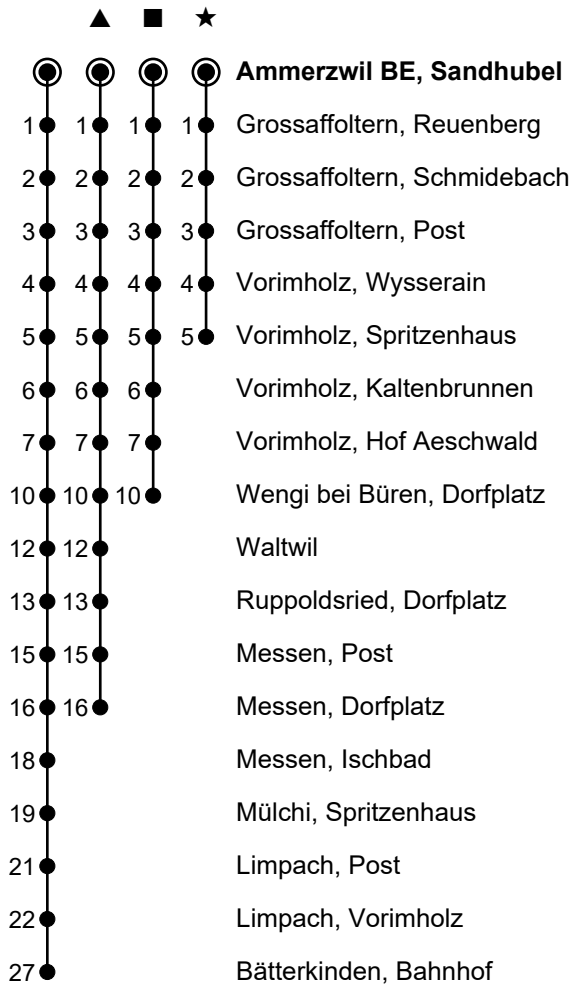 ▲ ■ ★
Ammerzwil BE, Sandhubel
1 1 1 1 Grossaffoltern, Reuenberg
2 2 2 2 Grossaffoltern, Schmidebach
3 3 3 3 Grossaffoltern, Post
4 4 4 4 Vorimholz, Wysserain
5 5 5 5 Vorimholz, Spritzenhaus
6 6 6 Vorimholz, Kaltenbrunnen
7 7 7 Vorimholz, Hof Aeschwald
10 10 10 Wengi bei Büren, Dorfplatz
12 12 Waltwil
13 13 Ruppoldsried, Dorfplatz
15 15 Messen, Post
16 16 Messen, Dorfplatz
18 Messen, Ischbad
19 Mülchi, Spritzenhaus
21 Limpach, Post
22 Limpach, Vorimholz
27 Bätterkinden, Bahnhof